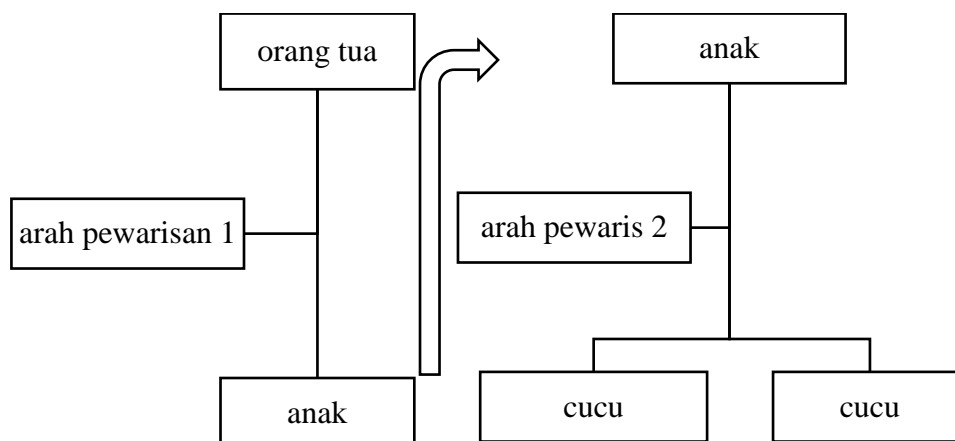 orang tua
arah pewarisan 1
anak
anak
arah pewaris 2
cucu
cucu